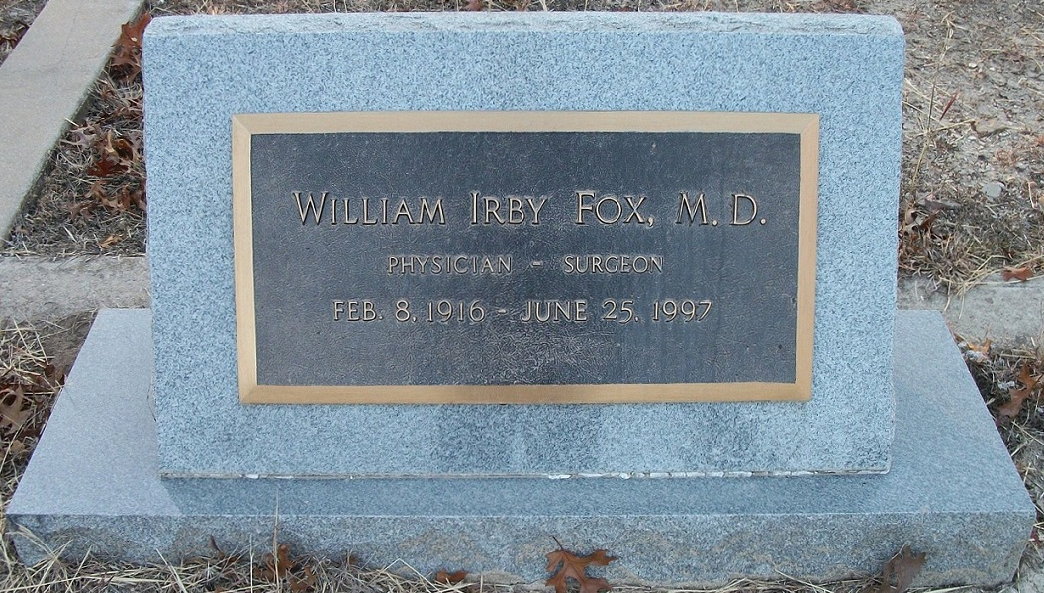 WILLIAM IRBY FOX, M.D.
PHYSICIAN - SURGEON
FEB. 8, 1916 - JUNE 25, 1997